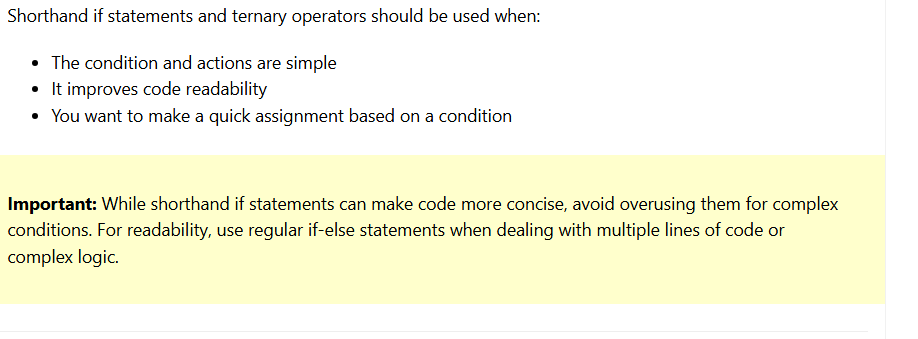 Shorthand if statements and ternary operators should be used when:
• The condition and actions are simple
• It improves code readability
• You want to make a quick assignment based on a condition
Important: While shorthand if statements can make code more concise, avoid overusing them for complex
conditions. For readability, use regular if-else statements when dealing with multiple lines of code or
complex logic.